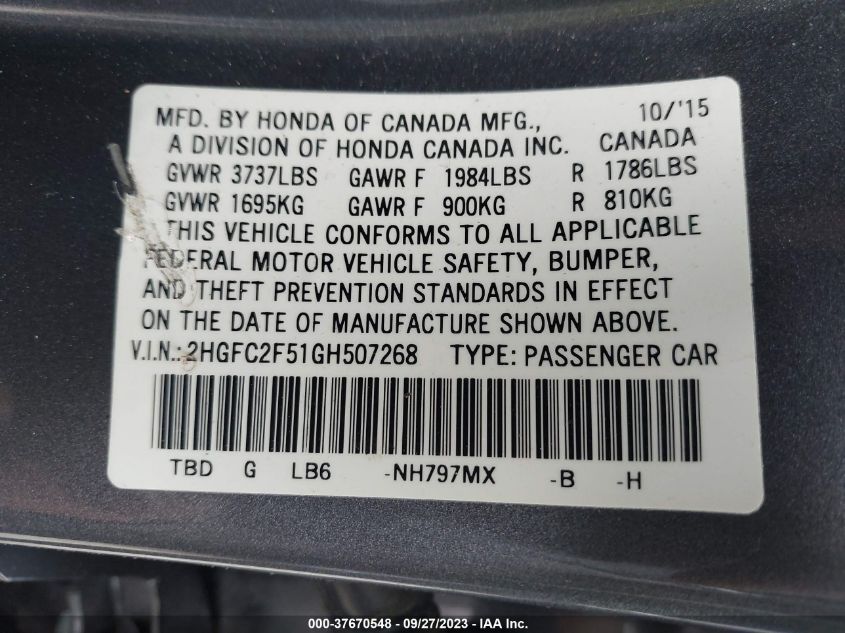 MFD. BY HONDA OF CANADA MFG., 10/'15
A DIVISION OF HONDA CANADA INC. CANADA
GVWR 3737LBS GAWR F 1984LBS R 1786LBS
GVWR 1695KG GAWR F 900KG R 810KG
THIS VEHICLE CONFORMS TO ALL APPLICABLE
FEDERAL MOTOR VEHICLE SAFETY, BUMPER,
AND THEFT PREVENTION STANDARDS IN EFFECT
ON THE DATE OF MANUFACTURE SHOWN ABOVE.
V.I.N.: 2HGFC2F51GH507268 TYPE: PASSENGER CAR
TBD G LB6 -NH797MX -B -H
000-37670548 - 09/27/2023 - IAA Inc.